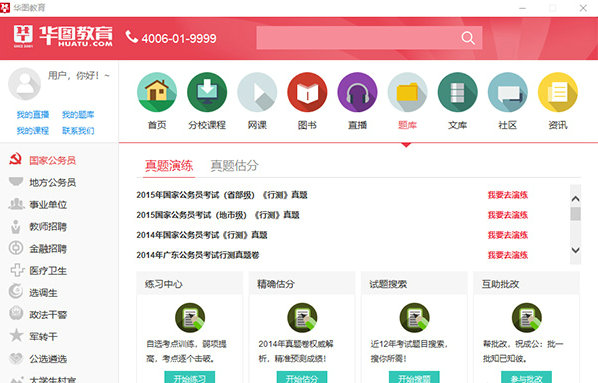 华图教育
华图教育
HUATU.COM
SINCE 2001
4006-01-9999
用户，你好！~
我的直播 我的题库
我的课程 联系我们
首页 分校课程 网课 图书 直播 题库 文库 社区 资讯
国家公务员
地方公务员
事业单位
教师招聘
金融招聘
医疗卫生
选调生
政法干警
军转干
公选遴选
大学生村官
真题演练 真题估分
2015年国家公务员考试（省部级）《行测》真题 我要去演练
2015国家公务员考试（地市级）《行测》真题 我要去演练
2014年国家公务员考试《行测》真题 我要去演练
2014年广东公务员考试行测真题卷 我要去演练
练习中心
自选考点训练，弱项提
高，考点逐个击破。
开始练习
精确估分
2014年真题卷权威解
析，精准预测成绩！
开始估分
试题搜索
近12年考试题目搜索，
搜你所需！
开始搜题
互助批改
帮批改，祝成公：批一
批知已知彼。
参与批改